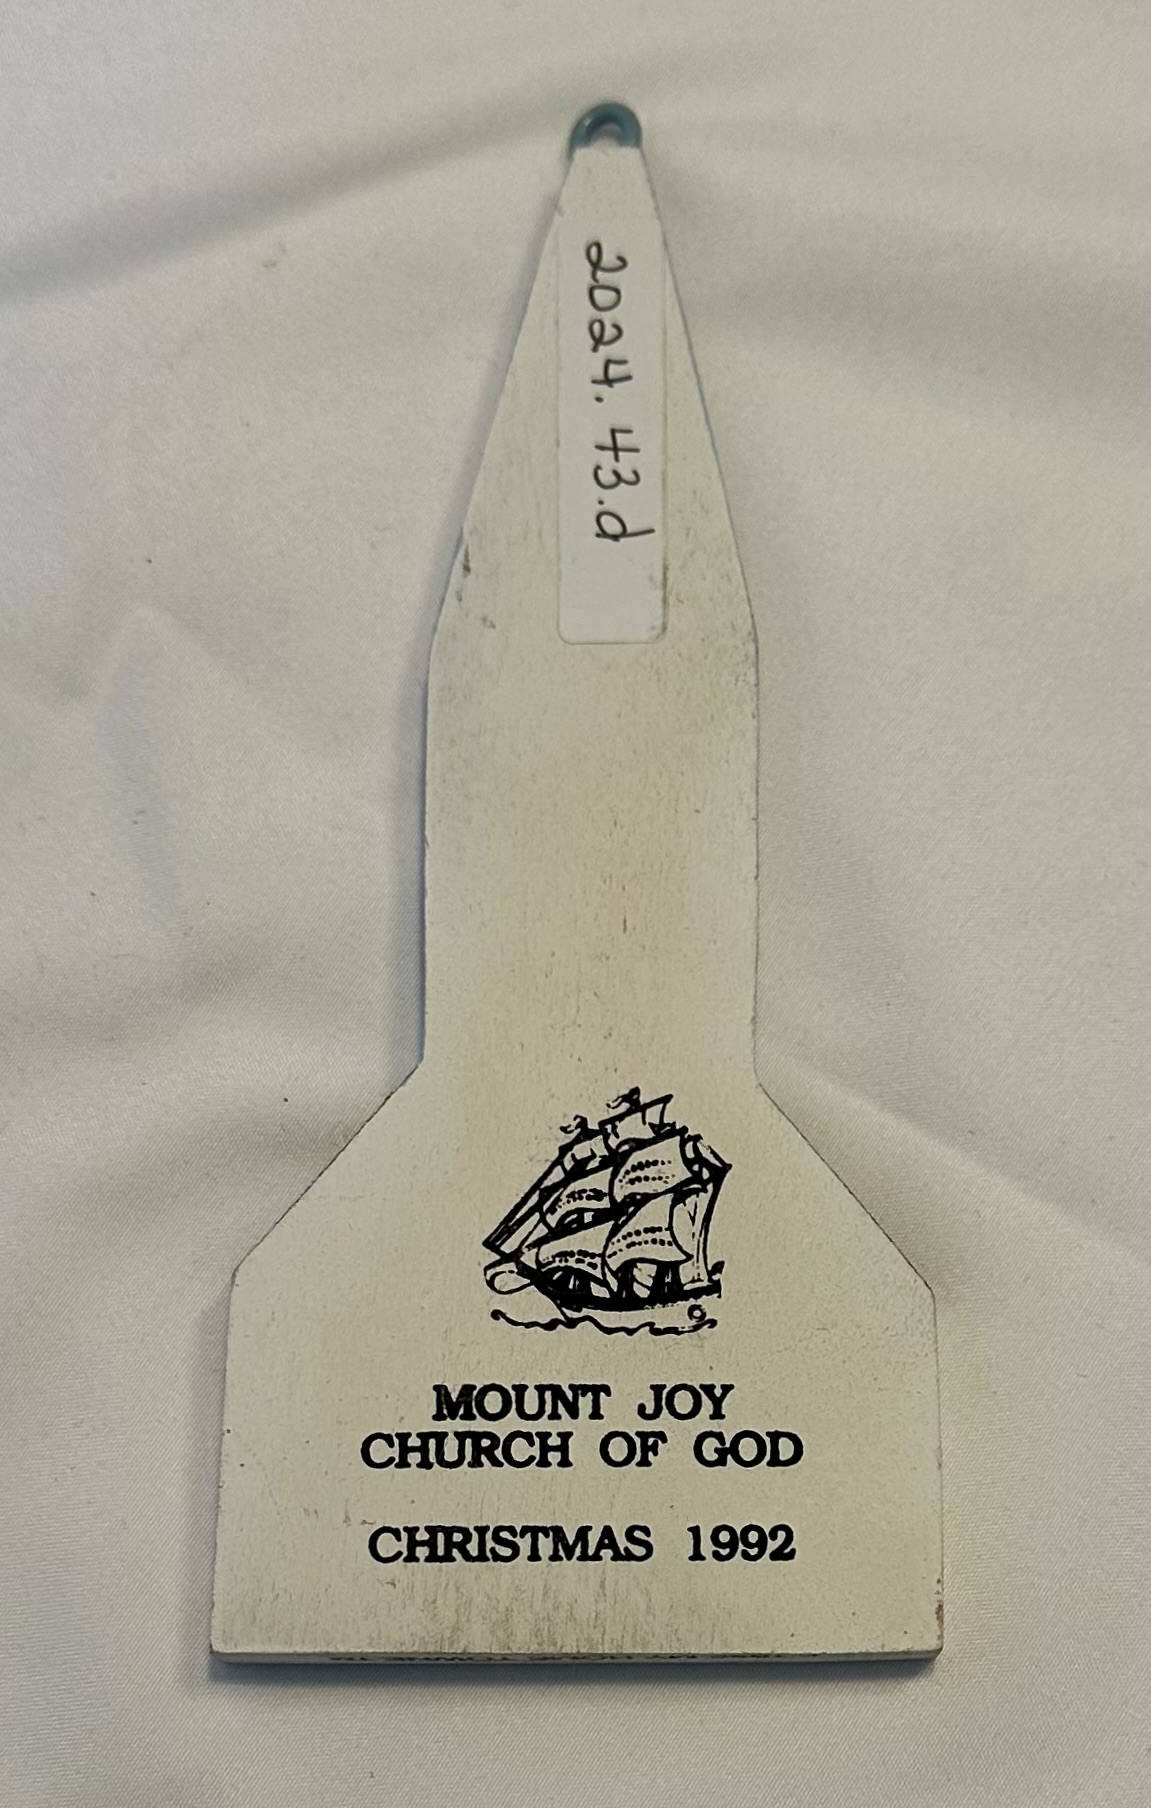 2024.43.d
MOUNT JOY
CHURCH OF GOD
CHRISTMAS 1992